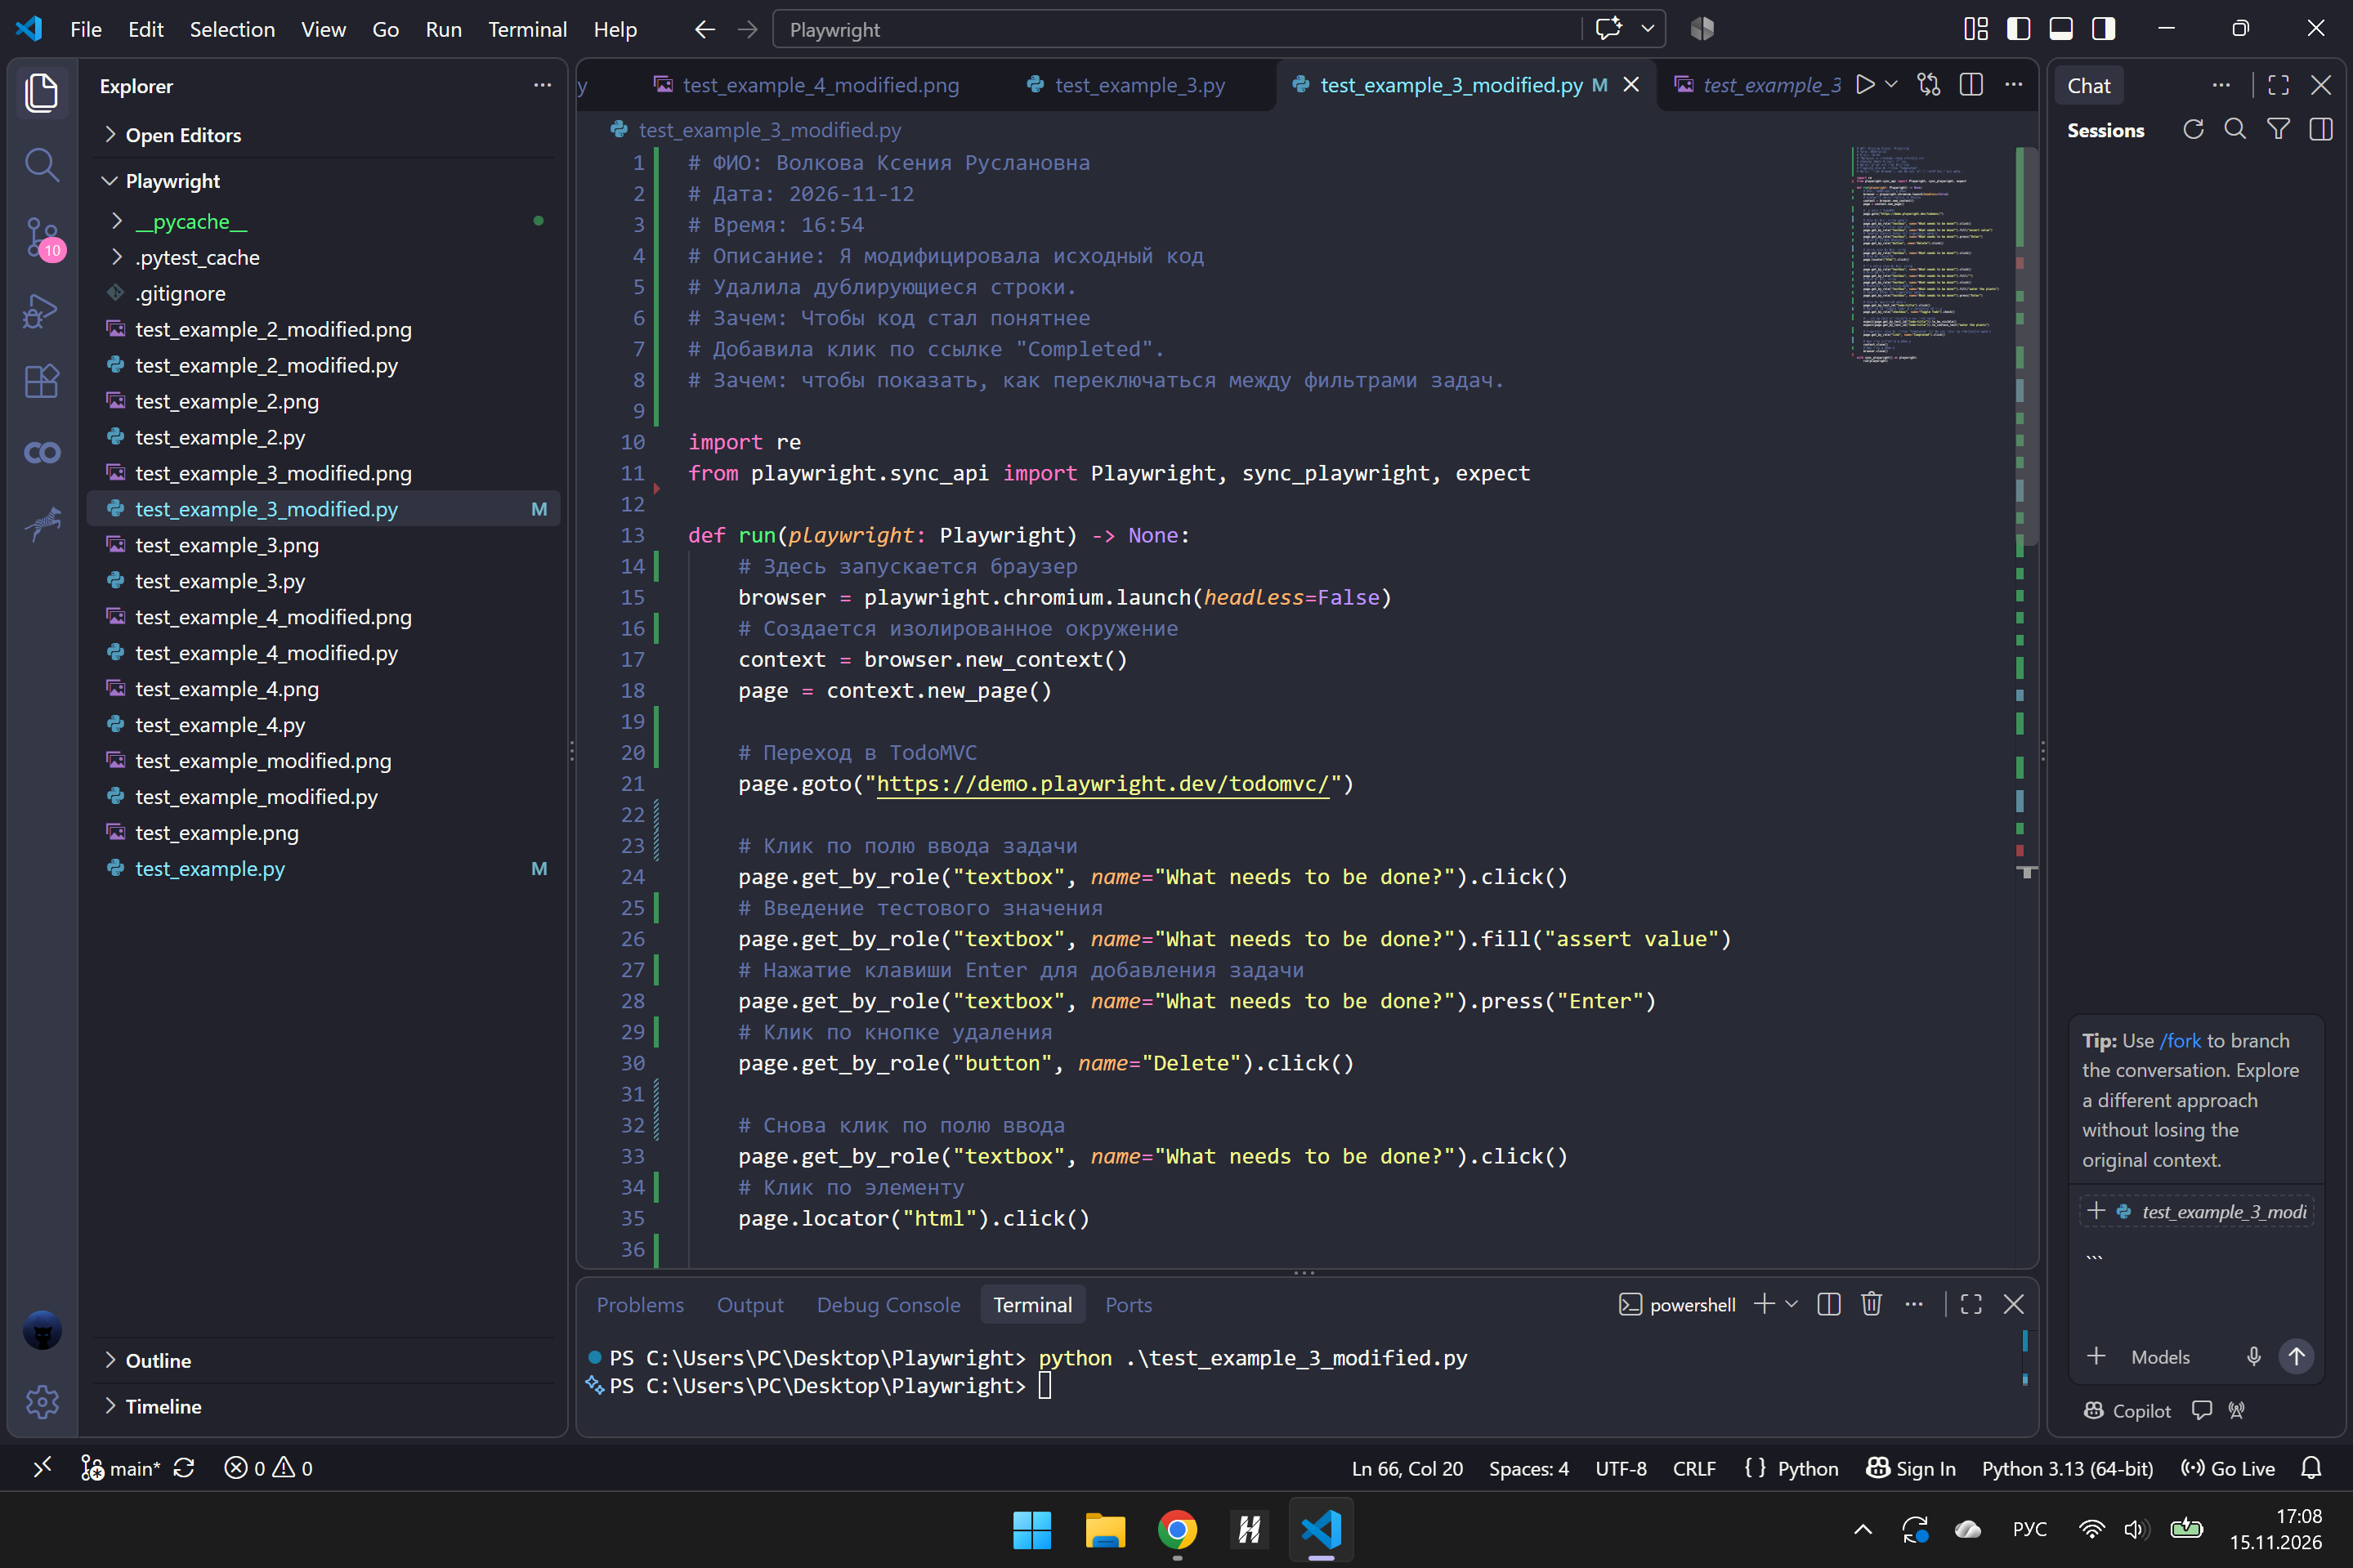 File Edit Selection View Go Run Terminal Help
Playwright
Explorer
Open Editors
Playwright
__pycache__
.pytest_cache
.gitignore
test_example_2_modified.png
test_example_2_modified.py
test_example_2.png
test_example_2.py
test_example_3_modified.png
test_example_3_modified.py M
test_example_3.png
test_example_3.py
test_example_4_modified.png
test_example_4_modified.py
test_example_4.png
test_example_4.py
test_example_modified.png
test_example_modified.py
test_example.png
test_example.py M
Outline
Timeline
10
y test_example_4_modified.png test_example_3.py test_example_3_modified.py M test_example_3
test_example_3_modified.py
1 # ФИО: Волкова Ксения Руслановна
2 # Дата: 2026-11-12
3 # Время: 16:54
4 # Описание: Я модифицировала исходный код
5 # Удалила дублирующиеся строки.
6 # Зачем: Чтобы код стал понятнее
7 # Добавила клик по ссылке "Completed".
8 # Зачем: чтобы показать, как переключаться между фильтрами задач.
9
10 import re
11 from playwright.sync_api import Playwright, sync_playwright, expect
12
13 def run(playwright: Playwright) -> None:
14 # Здесь запускается браузер
15 browser = playwright.chromium.launch(headless=False)
16 # Создается изолированное окружение
17 context = browser.new_context()
18 page = context.new_page()
19
20 # Переход в TodoMVC
21 page.goto("https://demo.playwright.dev/todomvc/")
22
23 # Клик по полю ввода задачи
24 page.get_by_role("textbox", name="What needs to be done?").click()
25 # Введение тестового значения
26 page.get_by_role("textbox", name="What needs to be done?").fill("assert value")
27 # Нажатие клавиши Enter для добавления задачи
28 page.get_by_role("textbox", name="What needs to be done?").press("Enter")
29 # Клик по кнопке удаления
30 page.get_by_role("button", name="Delete").click()
31
32 # Снова клик по полю ввода
33 page.get_by_role("textbox", name="What needs to be done?").click()
34 # Клик по элементу
35 page.locator("html").click()
36
Problems Output Debug Console Terminal Ports powershell
PS C:\Users\PC\Desktop\Playwright> python .\test_example_3_modified.py
PS C:\Users\PC\Desktop\Playwright>
Chat
Sessions
Tip: Use /fork to branch
the conversation. Explore
a different approach
without losing the
original context.
test_example_3_modi
```
Models
Copilot
main* 0 0 Ln 66, Col 20 Spaces: 4 UTF-8 CRLF {} Python Sign In Python 3.13 (64-bit) Go Live
РУС 17:08
15.11.2026